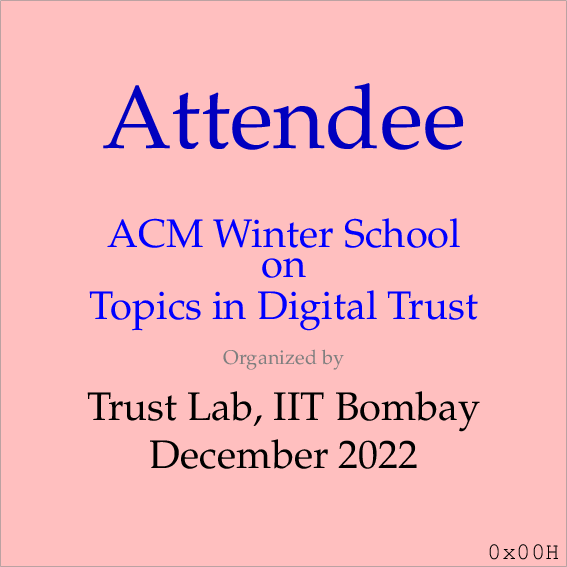 Attendee
ACM Winter School
on
Topics in Digital Trust
Organized by
Trust Lab, IIT Bombay
December 2022
0x00H